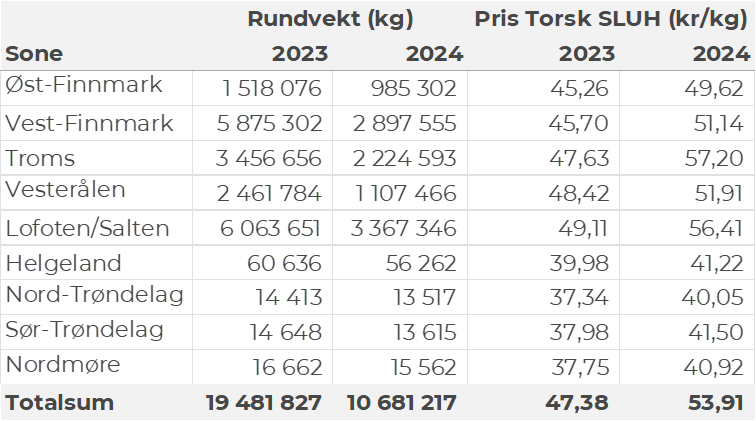 Rundvekt (kg) Pris Torsk SLUH (kr/kg)
Sone 2023 2024 2023 2024
Øst-Finnmark 1 518 076 985 302 45,26 49,62
Vest-Finnmark 5 875 302 2 897 555 45,70 51,14
Troms 3 456 656 2 224 593 47,63 57,20
Vesterålen 2 461 784 1 107 466 48,42 51,91
Lofoten/Salten 6 063 651 3 367 346 49,11 56,41
Helgeland 60 636 56 262 39,98 41,22
Nord-Trøndelag 14 413 13 517 37,34 40,05
Sør-Trøndelag 14 648 13 615 37,98 41,50
Nordmøre 16 662 15 562 37,75 40,92
Totalsum 19 481 827 10 681 217 47,38 53,91